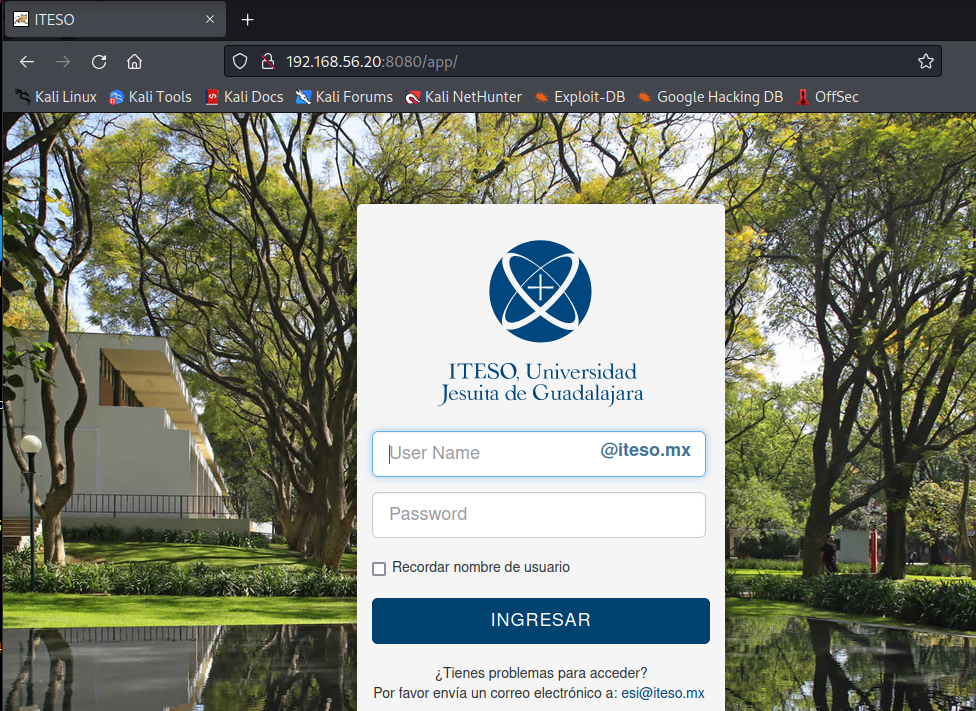 ITESO
192.168.56.20:8080/app/
Kali Linux Kali Tools Kali Docs Kali Forums Kali NetHunter Exploit-DB Google Hacking DB OffSec
ITESO, Universidad
Jesuita de Guadalajara
User Name @iteso.mx
Password
Recordar nombre de usuario
INGRESAR
¿Tienes problemas para acceder?
Por favor envía un correo electrónico a: esi@iteso.mx